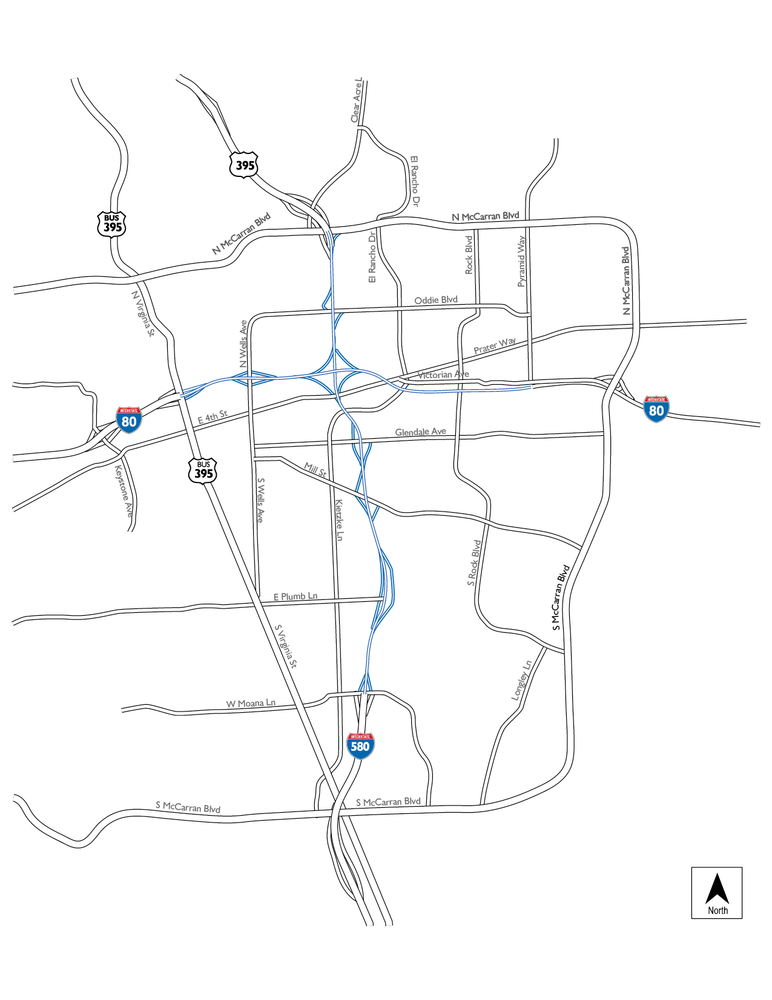 Clear Acre L
395
El Rancho Dr
BUS
395
N McCarran Blvd
N McCarran Blvd
El Rancho Dr
Rock Blvd
Pyramid Way
N McCarran Blvd
N Virginia St
Oddie Blvd
N Wells Ave
Prater Way
Victorian Ave
INTERSTATE
80
E 4th St
INTERSTATE
80
Glendale Ave
BUS
395
Keystone Ave
Mill St
S Wells Ave
Kietzke Ln
S Rock Blvd
S McCarran Blvd
E Plumb Ln
S Virginia St
Longley Ln
W Moana Ln
INTERSTATE
580
S McCarran Blvd
S McCarran Blvd
North